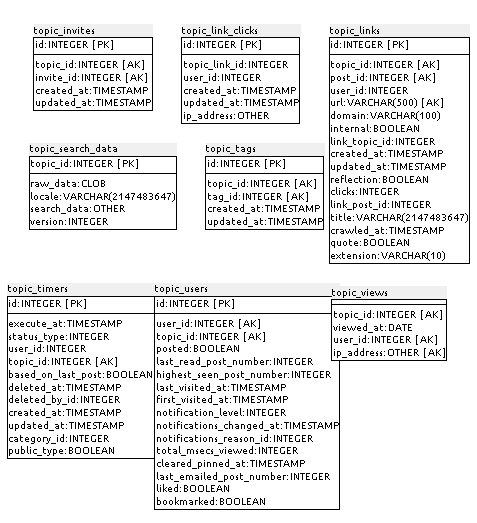 topic_invites
id:INTEGER [PK]
topic_id:INTEGER [AK]
invite_id:INTEGER [AK]
created_at:TIMESTAMP
updated_at:TIMESTAMP
topic_link_clicks
id:INTEGER [PK]
topic_link_id:INTEGER
user_id:INTEGER
created_at:TIMESTAMP
updated_at:TIMESTAMP
ip_address:OTHER
topic_links
id:INTEGER [PK]
topic_id:INTEGER [AK]
post_id:INTEGER [AK]
user_id:INTEGER
url:VARCHAR(500) [AK]
domain:VARCHAR(100)
internal:BOOLEAN
link_topic_id:INTEGER
created_at:TIMESTAMP
updated_at:TIMESTAMP
reflection:BOOLEAN
clicks:INTEGER
link_post_id:INTEGER
title:VARCHAR(2147483647)
crawled_at:TIMESTAMP
quote:BOOLEAN
extension:VARCHAR(10)
topic_search_data
topic_id:INTEGER [PK]
raw_data:CLOB
locale:VARCHAR(2147483647)
search_data:OTHER
version:INTEGER
topic_tags
id:INTEGER [PK]
topic_id:INTEGER [AK]
tag_id:INTEGER [AK]
created_at:TIMESTAMP
updated_at:TIMESTAMP
topic_timers
id:INTEGER [PK]
execute_at:TIMESTAMP
status_type:INTEGER
user_id:INTEGER
topic_id:INTEGER [AK]
based_on_last_post:BOOLEAN
deleted_at:TIMESTAMP
deleted_by_id:INTEGER
created_at:TIMESTAMP
updated_at:TIMESTAMP
category_id:INTEGER
public_type:BOOLEAN
topic_users
id:INTEGER [PK]
user_id:INTEGER [AK]
topic_id:INTEGER [AK]
posted:BOOLEAN
last_read_post_number:INTEGER
highest_seen_post_number:INTEGER
last_visited_at:TIMESTAMP
first_visited_at:TIMESTAMP
notification_level:INTEGER
notifications_changed_at:TIMESTAMP
notifications_reason_id:INTEGER
total_msecs_viewed:INTEGER
cleared_pinned_at:TIMESTAMP
last_emailed_post_number:INTEGER
liked:BOOLEAN
bookmarked:BOOLEAN
topic_views
topic_id:INTEGER [AK]
viewed_at:DATE
user_id:INTEGER [AK]
ip_address:OTHER [AK]